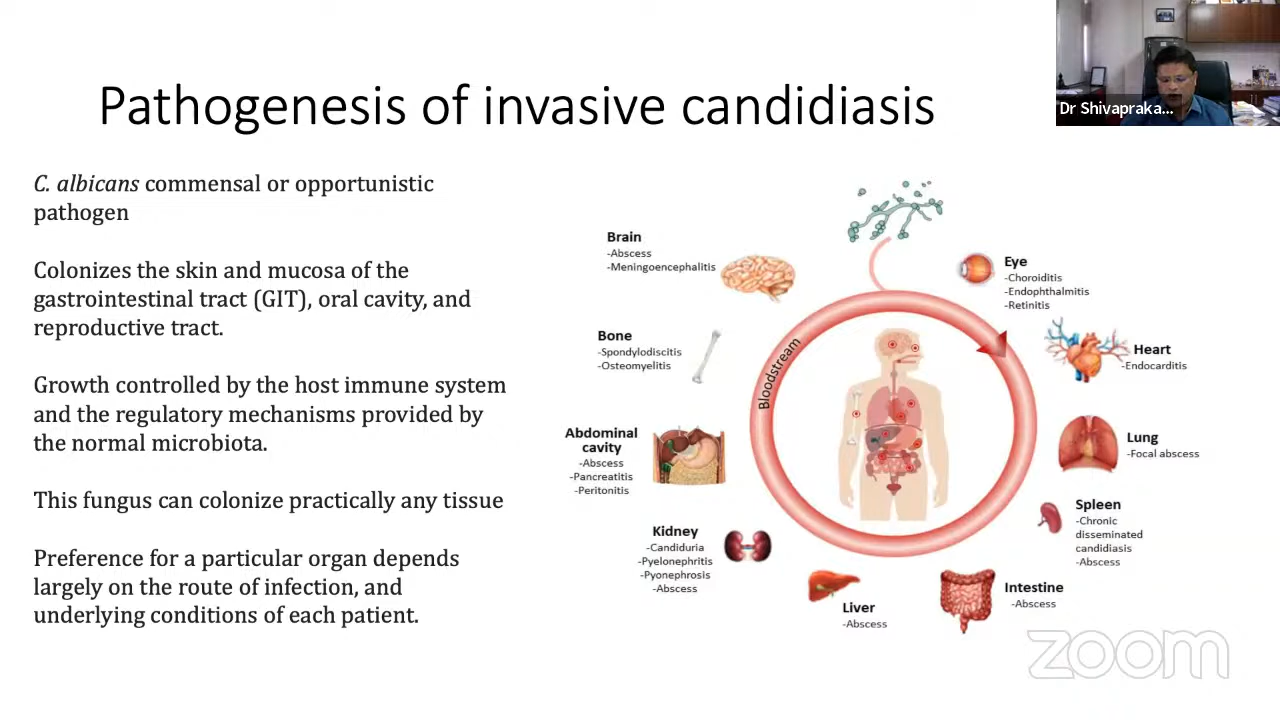 Pathogenesis of invasive candidiasis
Dr Shivapraka...
C. albicans commensal or opportunistic
pathogen
Colonizes the skin and mucosa of the
gastrointestinal tract (GIT), oral cavity, and
reproductive tract.
Growth controlled by the host immune system
and the regulatory mechanisms provided by
the normal microbiota.
This fungus can colonize practically any tissue
Preference for a particular organ depends
largely on the route of infection, and
underlying conditions of each patient.
Brain
-Abscess
-Meningoencephalitis
Eye
-Choroiditis
-Endophthalmitis
-Retinitis
Bone
-Spondylodiscitis
-Osteomyelitis
Bloodstream
Heart
-Endocarditis
Abdominal
cavity
-Abscess
-Pancreatitis
-Peritonitis
Lung
-Focal abscess
Spleen
-Chronic
disseminated
candidiasis
-Abscess
Kidney
-Candiduria
-Pyelonephritis
-Pyonephrosis
-Abscess
Liver
-Abscess
Intestine
-Abscess
zoom